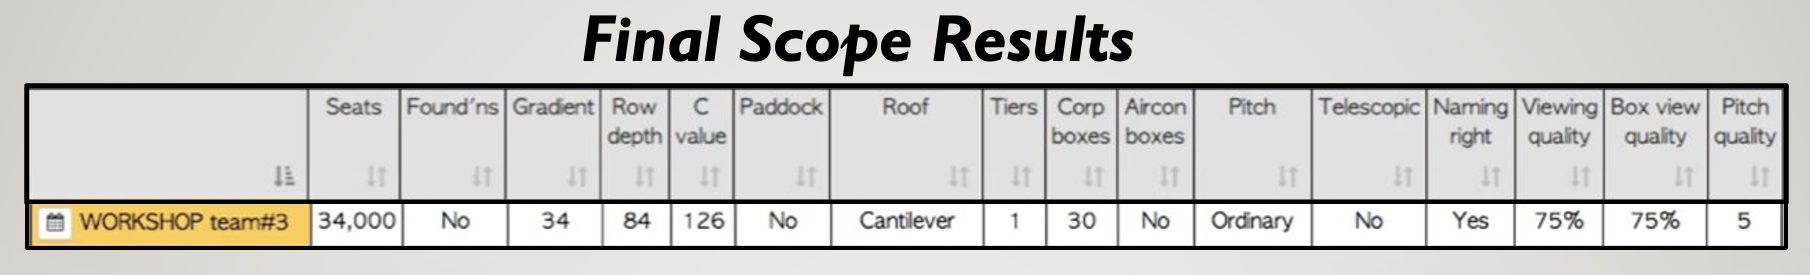 Final Scope Results
Seats Found'ns Gradient Row depth C value Paddock Roof Tiers Corp boxes Aircon boxes Pitch Telescopic Naming right Viewing quality Box view quality Pitch quality
WORKSHOP team#3 34,000 No 34 84 126 No Cantilever 1 30 No Ordinary No Yes 75% 75% 5